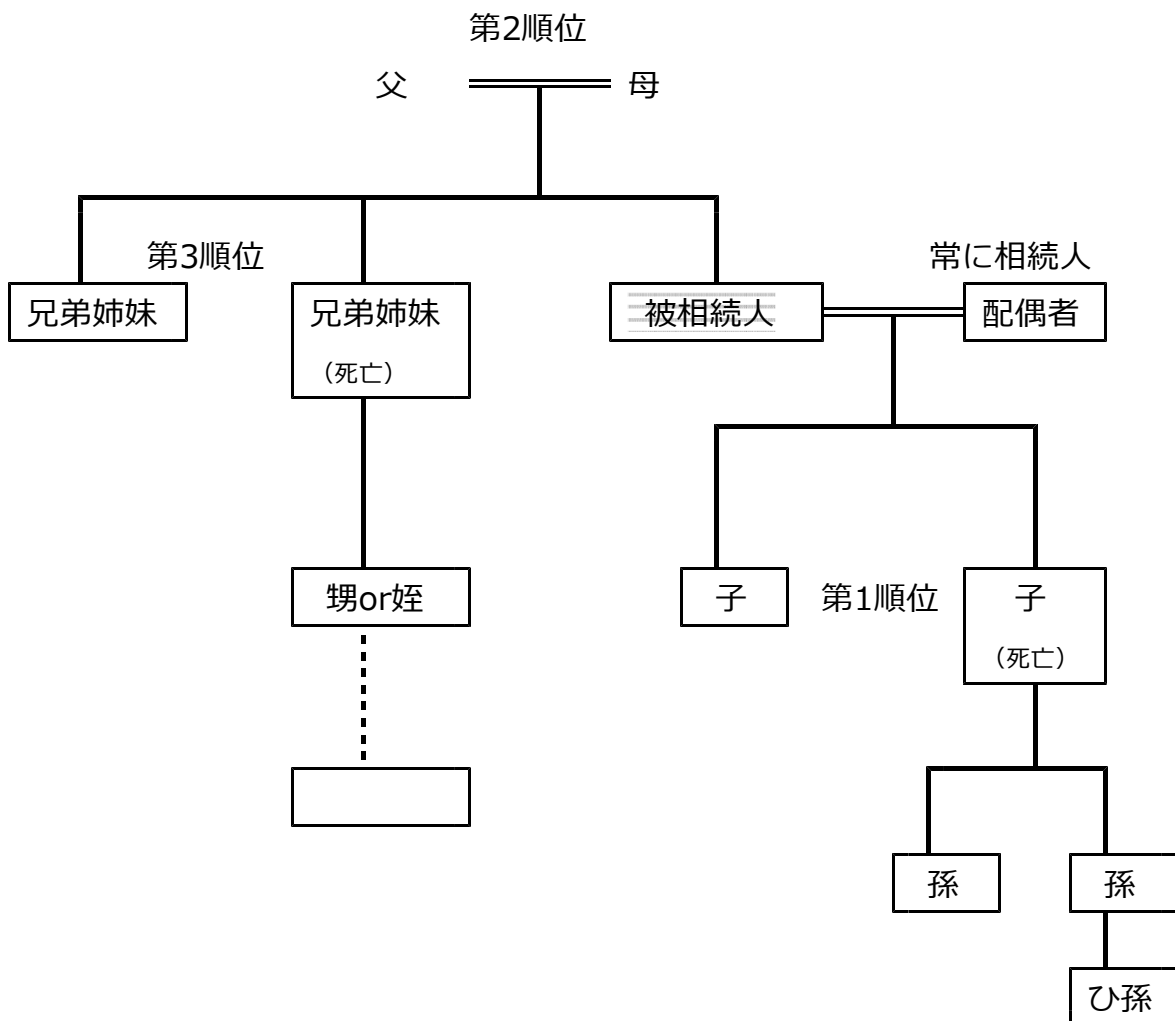 第2順位
父
母
第3順位
常に相続人
兄弟姉妹
兄弟姉妹
（死亡）
被相続人
配偶者
甥or姪
子
第1順位
子
（死亡）
孫
孫
ひ孫